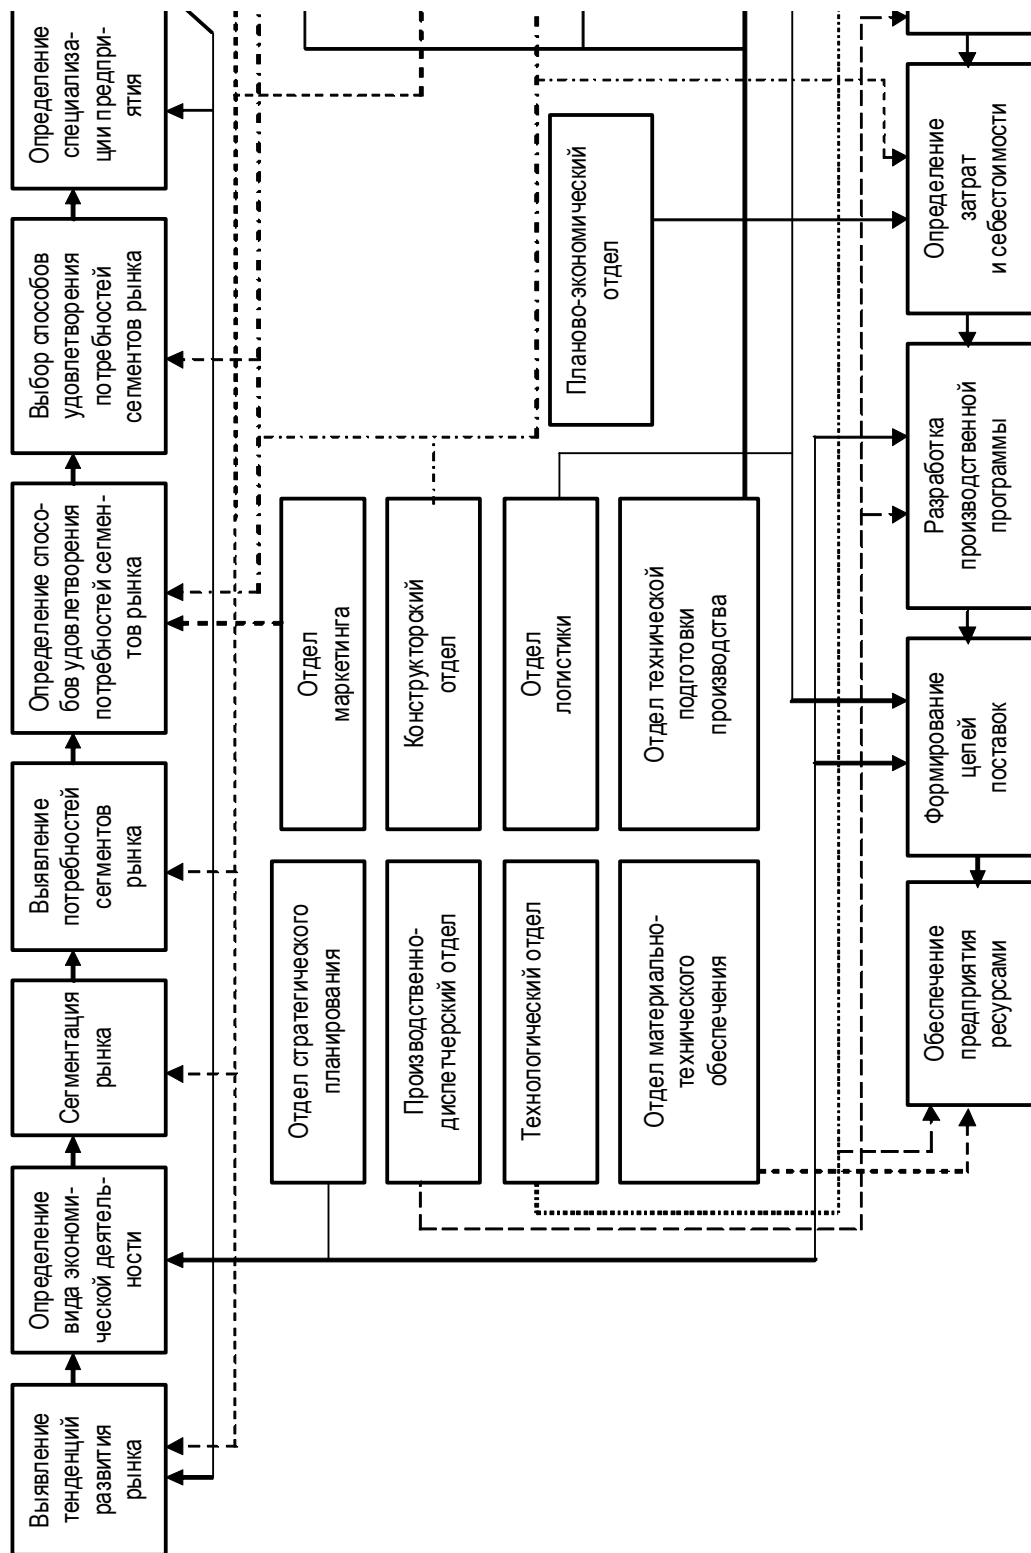 Выявление
тенденций
развития
рынка
Определение
вида экономи-
ческой деятель-
ности
Сегментация
рынка
Выявление
потребностей
сегментов
рынка
Определение спосо-
бов удовлетворения
потребностей сегмен-
тов рынка
Выбор способов
удовлетворения
потребностей
сегментов рынка
Определение
специализа-
ции предпри-
ятия
Отдел стратегического
планирования
Отдел
маркетинга
Производственно-
диспетчерский отдел
Конструкторский
отдел
Технологический отдел
Отдел
логистики
Планово-экономический
отдел
Отдел материально-
технического
обеспечения
Отдел технической
подготовки
производства
Обеспечение
предприятия
ресурсами
Формирование
цепей
поставок
Разработка
производственной
программы
Определение
затрат
и себестоимости